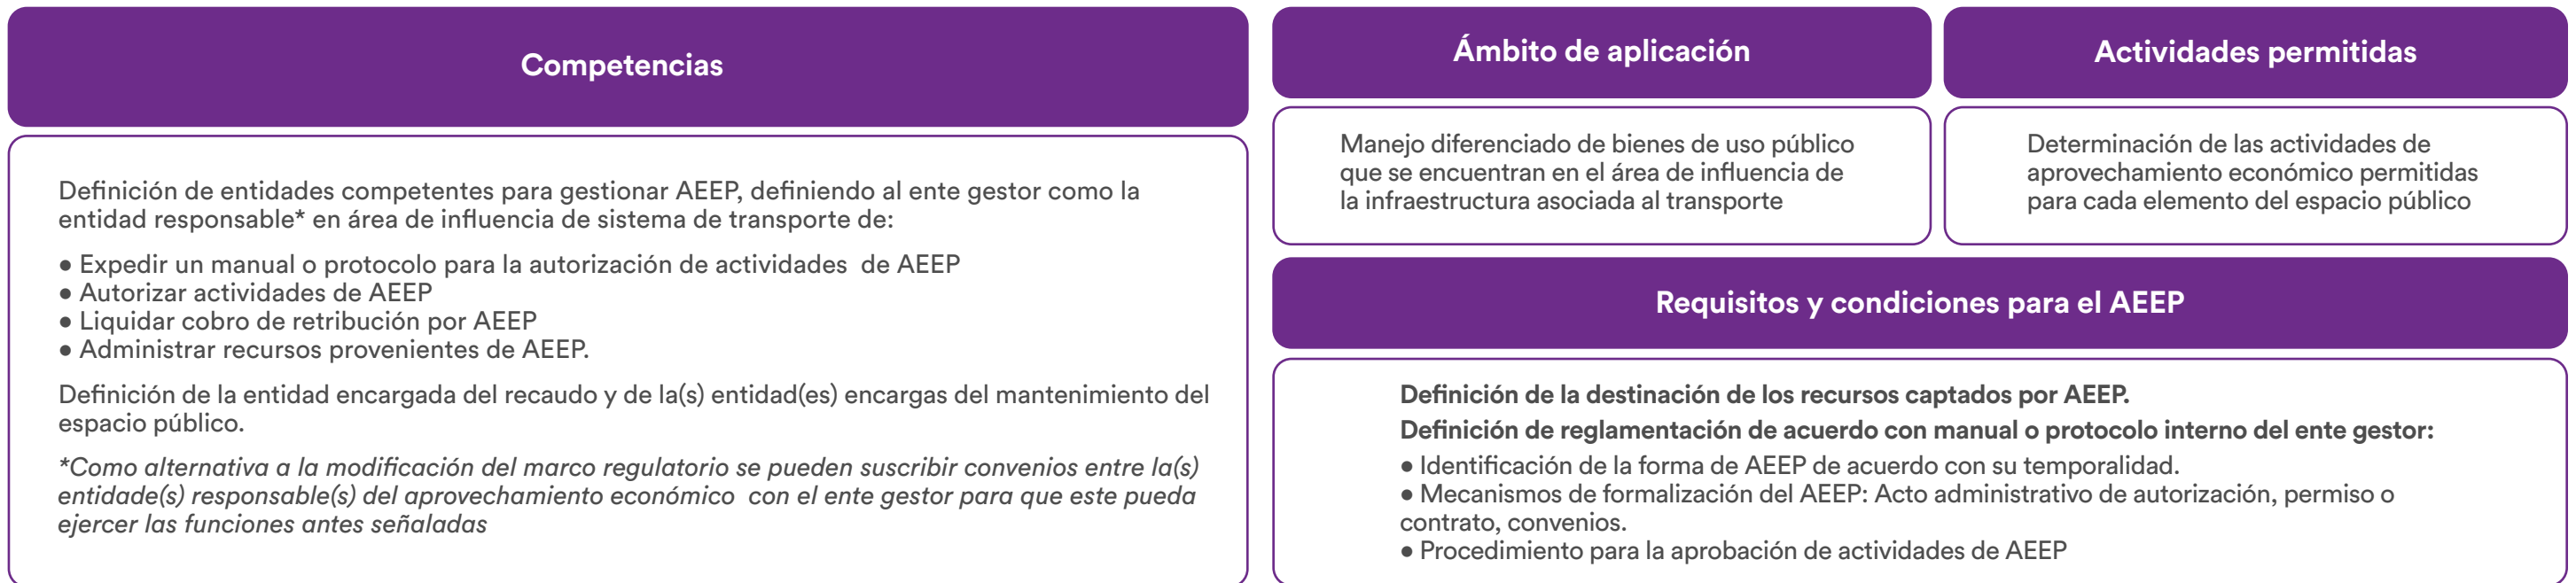 Competencias
Definición de entidades competentes para gestionar AEEP, definiendo al ente gestor como la
entidad responsable* en área de influencia de sistema de transporte de:
• Expedir un manual o protocolo para la autorización de actividades  de AEEP
• Autorizar actividades de AEEP
• Liquidar cobro de retribución por AEEP
• Administrar recursos provenientes de AEEP.
Definición de la entidad encargada del recaudo y de la(s) entidad(es) encargas del mantenimiento del
espacio público.
*Como alternativa a la modificación del marco regulatorio se pueden suscribir convenios entre la(s)
entidade(s) responsable(s) del aprovechamiento económico  con el ente gestor para que este pueda
ejercer las funciones antes señaladas
Ámbito de aplicación
Manejo diferenciado de bienes de uso público
que se encuentran en el área de influencia de
la infraestructura asociada al transporte
Actividades permitidas
Determinación de las actividades de
aprovechamiento económico permitidas
para cada elemento del espacio público
Requisitos y condiciones para el AEEP
Definición de la destinación de los recursos captados por AEEP.
Definición de reglamentación de acuerdo con manual o protocolo interno del ente gestor:
• Identificación de la forma de AEEP de acuerdo con su temporalidad.
• Mecanismos de formalización del AEEP: Acto administrativo de autorización, permiso o
contrato, convenios.
• Procedimiento para la aprobación de actividades de AEEP